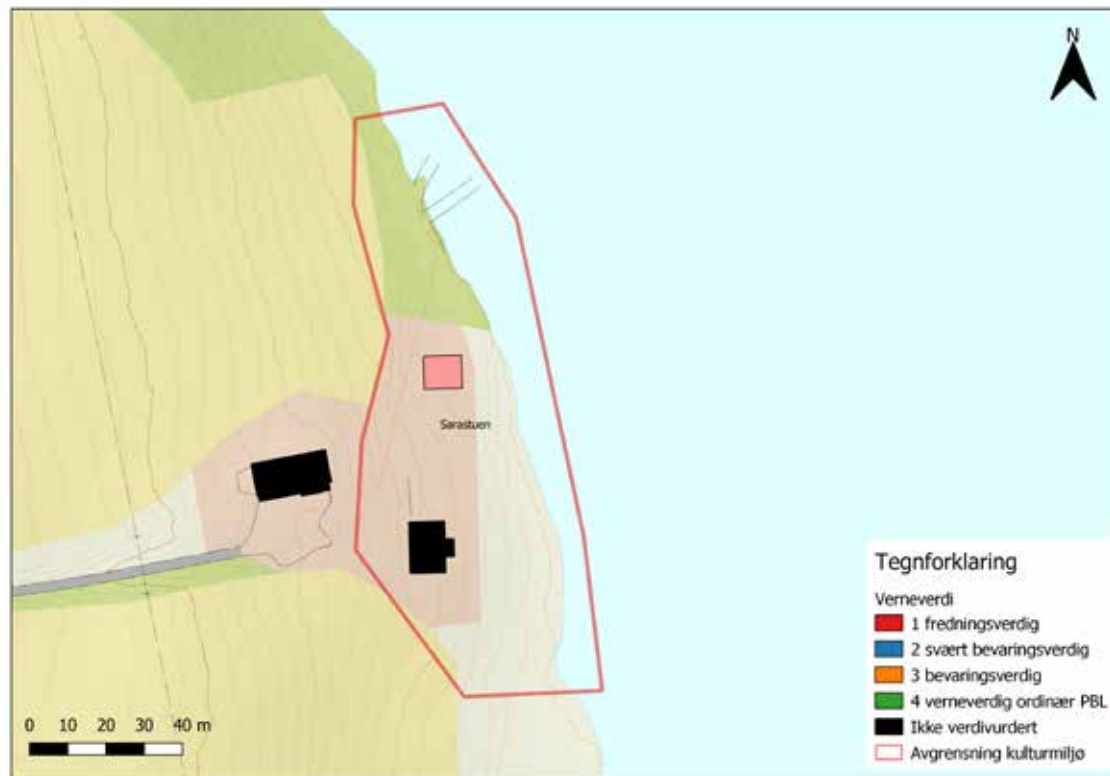 N
Sørastuen
Tegnforklaring
Verneverdi
1 fredningsverdig
2 svært bevaringsverdig
3 bevaringsverdig
4 verneverdig ordinær PBL
Ikke verdivurdert
Avgrensning kulturmiljø
0 10 20 30 40 m